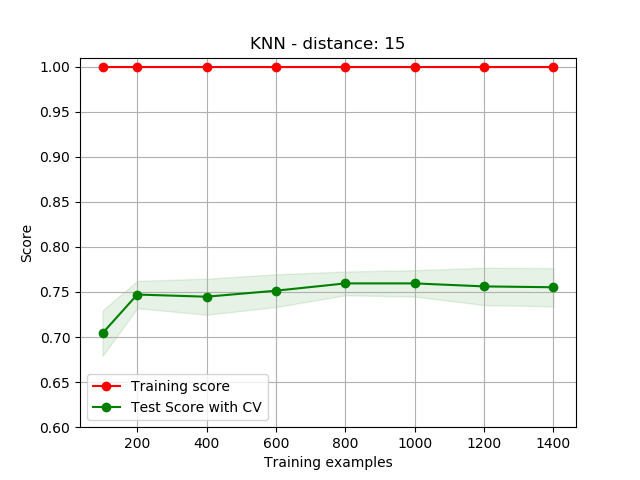 KNN - distance: 15
Score
1.00
0.95
0.90
0.85
0.80
0.75
0.70
0.65
0.60
Training score
Test Score with CV
200 400 600 800 1000 1200 1400
Training examples